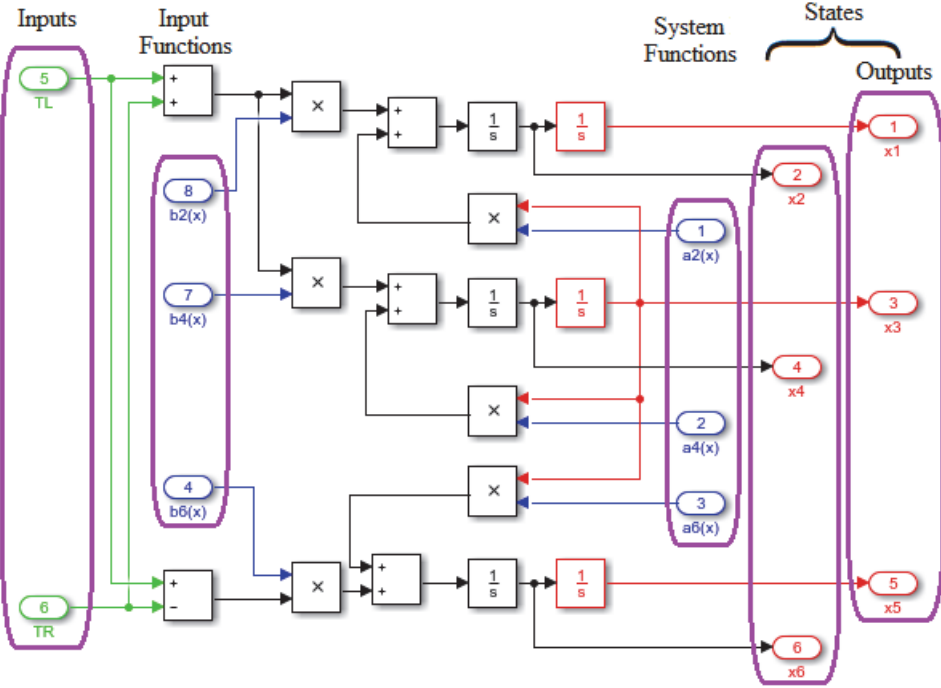 Inputs
Input
Functions
System
Functions
States
Outputs
5
TL
+
+
×
+
+
1
s
1
s
1
x1
8
b2(x)
2
x2
×
1
a2(x)
7
b4(x)
×
+
+
1
s
1
s
3
x3
4
x4
×
2
a4(x)
4
b6(x)
×
3
a6(x)
6
TR
+
−
×
+
+
1
s
1
s
5
x5
6
x6